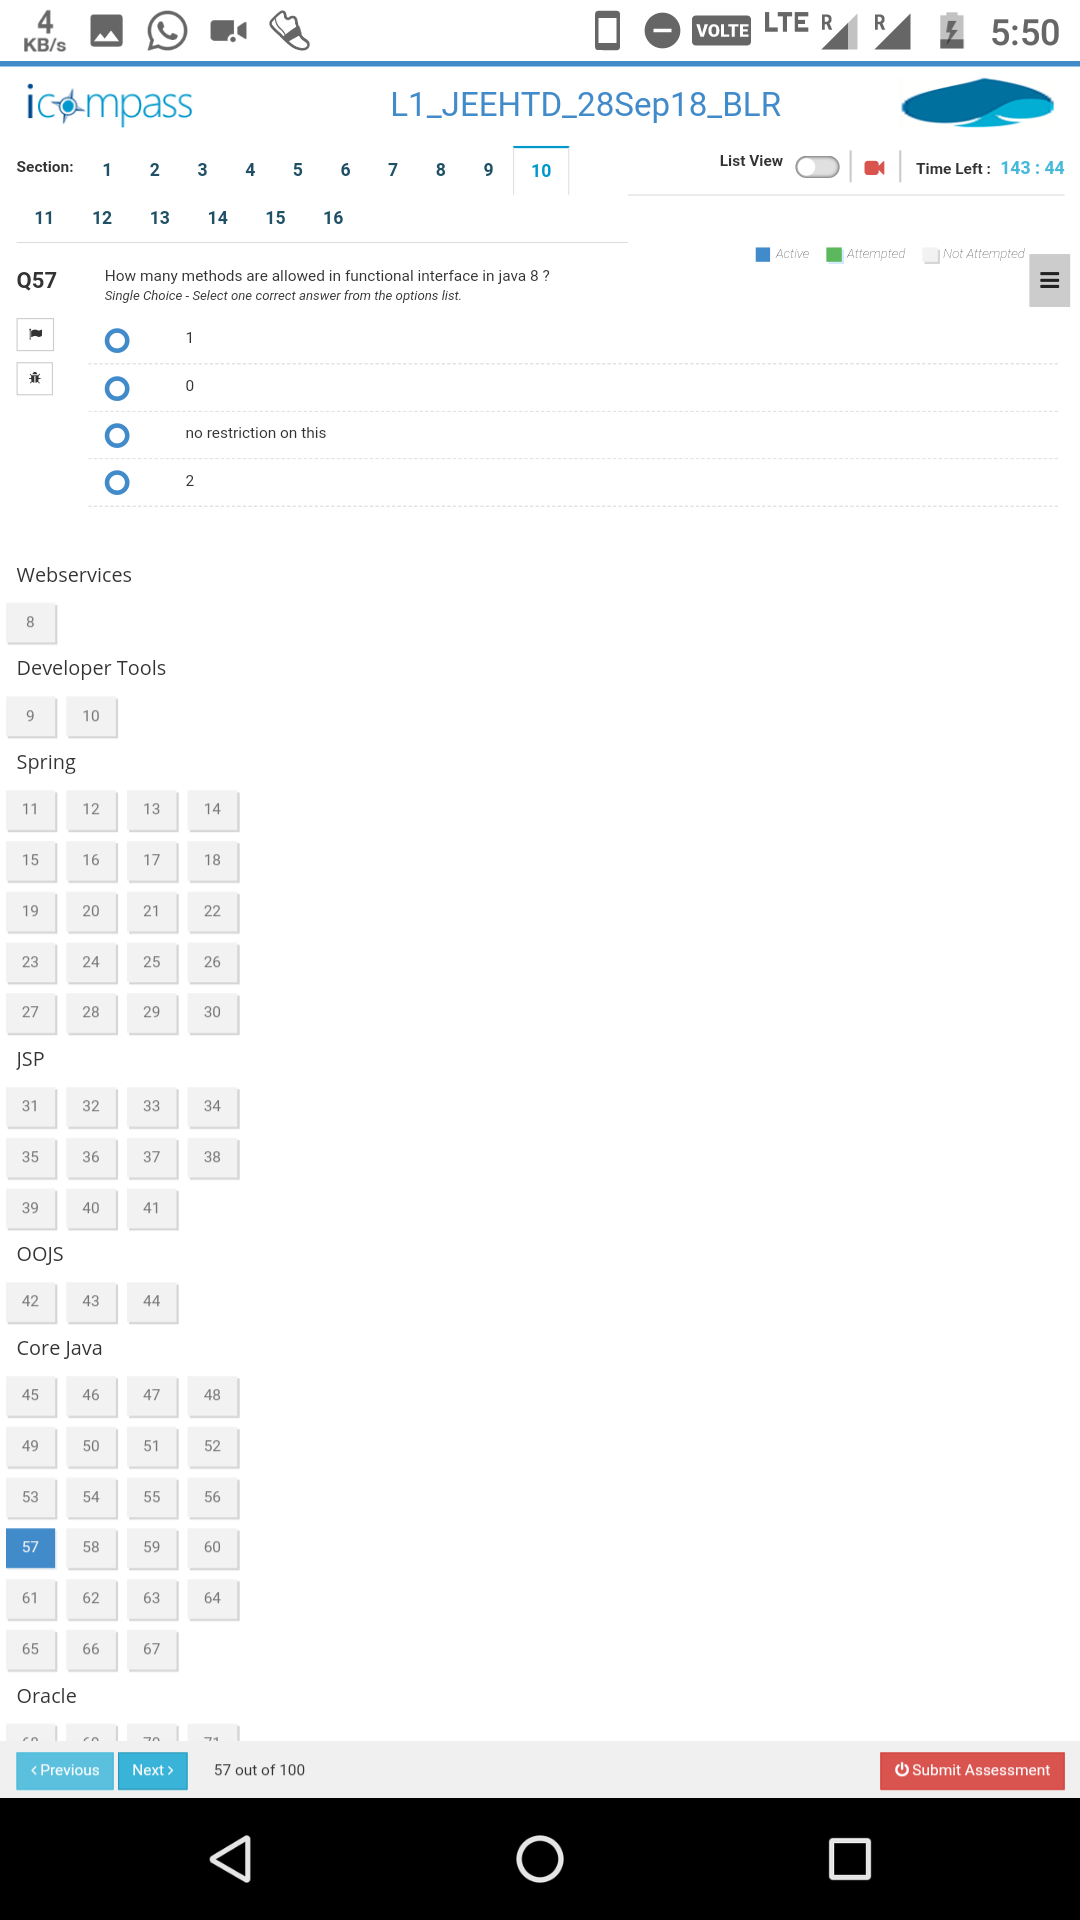 4
KB/s
VOLTE
LTE
R
R
5:50
icompass
L1_JEEHTD_28Sep18_BLR
Section: 1 2 3 4 5 6 7 8 9 10
List View
Time Left : 143 : 44
11 12 13 14 15 16
Active Attempted Not Attempted
Q57
How many methods are allowed in functional interface in java 8 ?
Single Choice - Select one correct answer from the options list.
1
0
no restriction on this
2
Webservices
8
Developer Tools
9 10
Spring
11 12 13 14
15 16 17 18
19 20 21 22
23 24 25 26
27 28 29 30
JSP
31 32 33 34
35 36 37 38
39 40 41
OOJS
42 43 44
Core Java
45 46 47 48
49 50 51 52
53 54 55 56
57 58 59 60
61 62 63 64
65 66 67
Oracle
68 69 70 71
Previous Next 57 out of 100 Submit Assessment